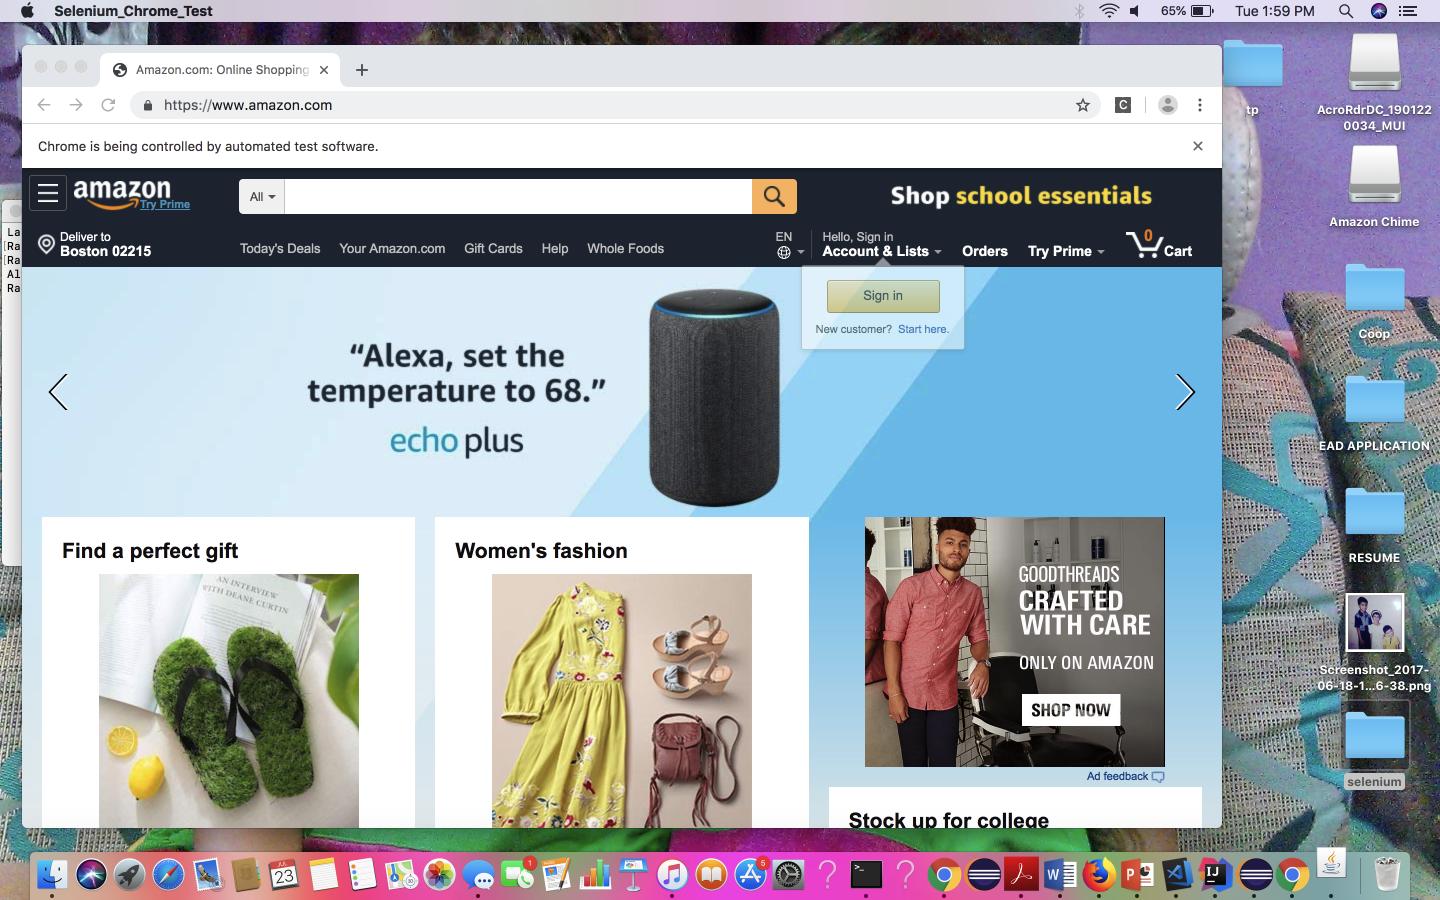 Selenium_Chrome_Test
65%
Tue 1:59 PM
Amazon.com: Online Shopping
https://www.amazon.com
C
Chrome is being controlled by automated test software.
amazon
Try Prime
All
Shop school essentials
Deliver to
Boston 02215
Today's Deals
Your Amazon.com
Gift Cards
Help
Whole Foods
EN
Hello, Sign in
Account & Lists
Orders
Try Prime
0
Cart
Sign in
New customer? Start here.
“Alexa, set the
temperature to 68.”
echo plus
Find a perfect gift
AN INTERVIEW
WITH DEANE CURTIN
Women's fashion
GOODTHREADS
CRAFTED
WITH CARE
ONLY ON AMAZON
SHOP NOW
Ad feedback
Stock up for college
La
[Ra
[Ra
Al
Ra
tp
AcroRdrDC_190122
0034_MUI
Amazon Chime
Coop
EAD APPLICATION
RESUME
Screenshot_2017-
06-18-1...6-38.png
selenium
JUL
23
1
5
W
P
IJ